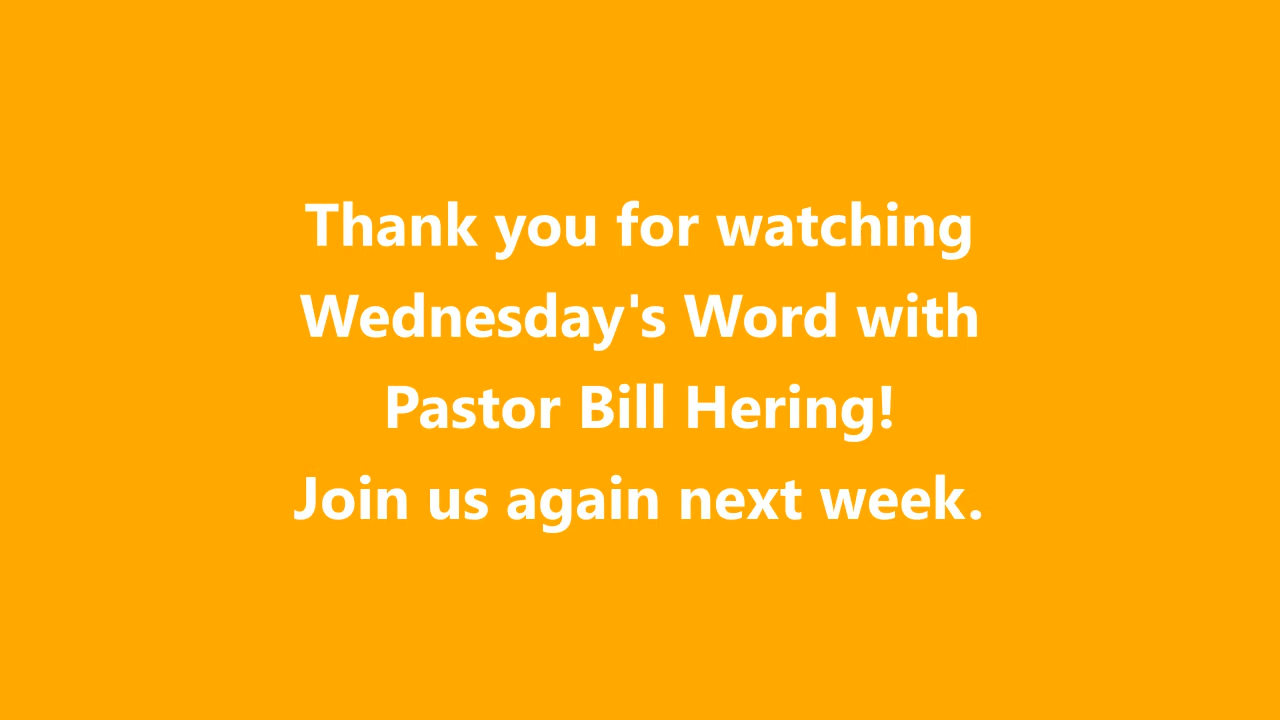 Thank you for watching
Wednesday's Word with
Pastor Bill Hering!
Join us again next week.